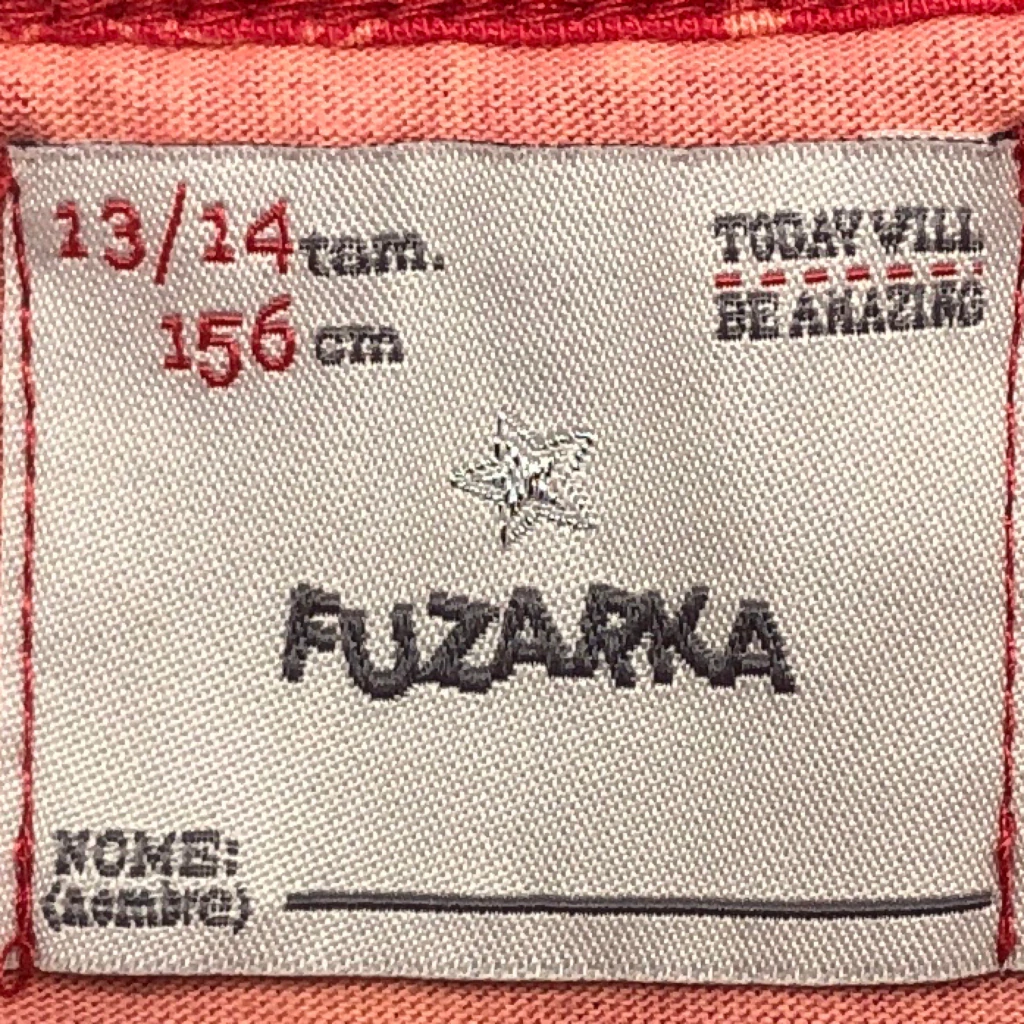 13/14 tam.
156 cm
TODAY WILL
BE AMAZING
FUZARKA
NOME:
(nombre)